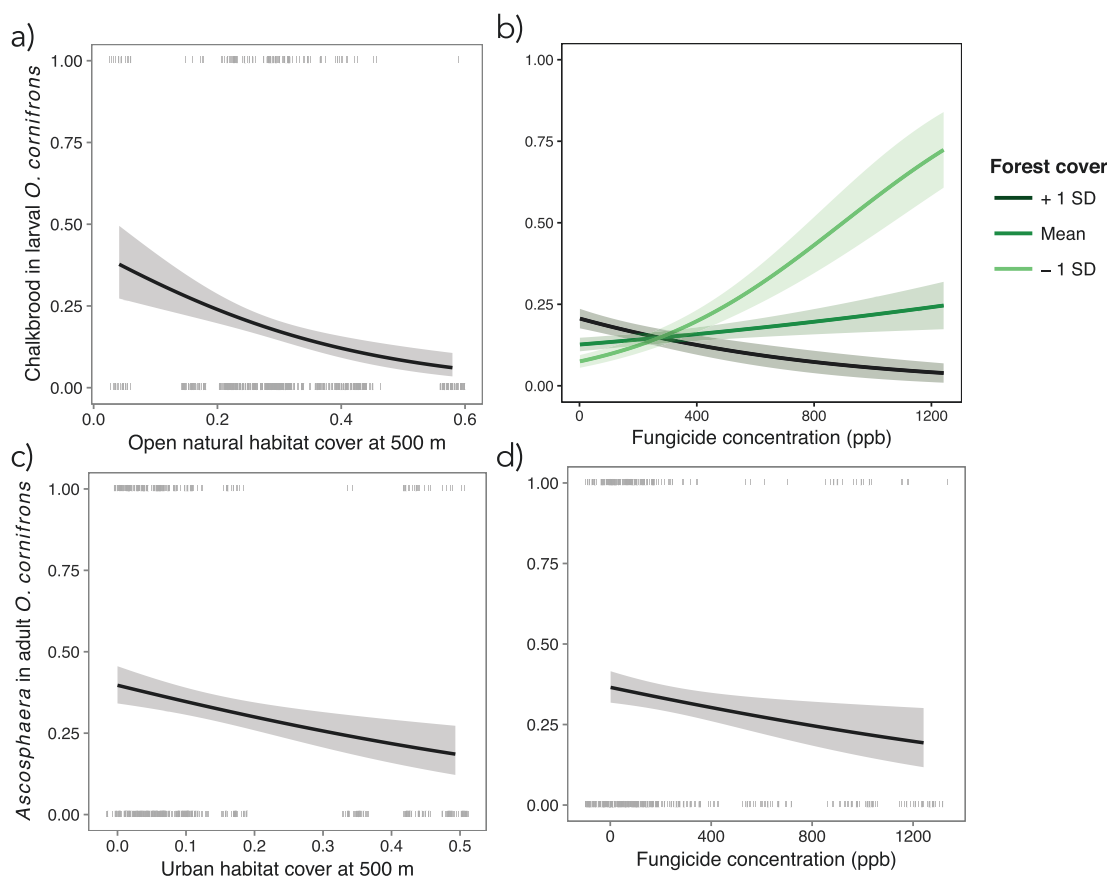 a)
Chalkbrood in larval O. cornifrons
1.00
0.75
0.50
0.25
0.00
0.0
0.2
0.4
0.6
Open natural habitat cover at 500 m
b)
1.00
0.75
0.50
0.25
0.00
0
400
800
1200
Fungicide concentration (ppb)
Forest cover
+ 1 SD
Mean
– 1 SD
c)
Ascosphaera in adult O. cornifrons
1.00
0.75
0.50
0.25
0.00
0.0
0.1
0.2
0.3
0.4
0.5
Urban habitat cover at 500 m
d)
1.00
0.75
0.50
0.25
0.00
0
400
800
1200
Fungicide concentration (ppb)